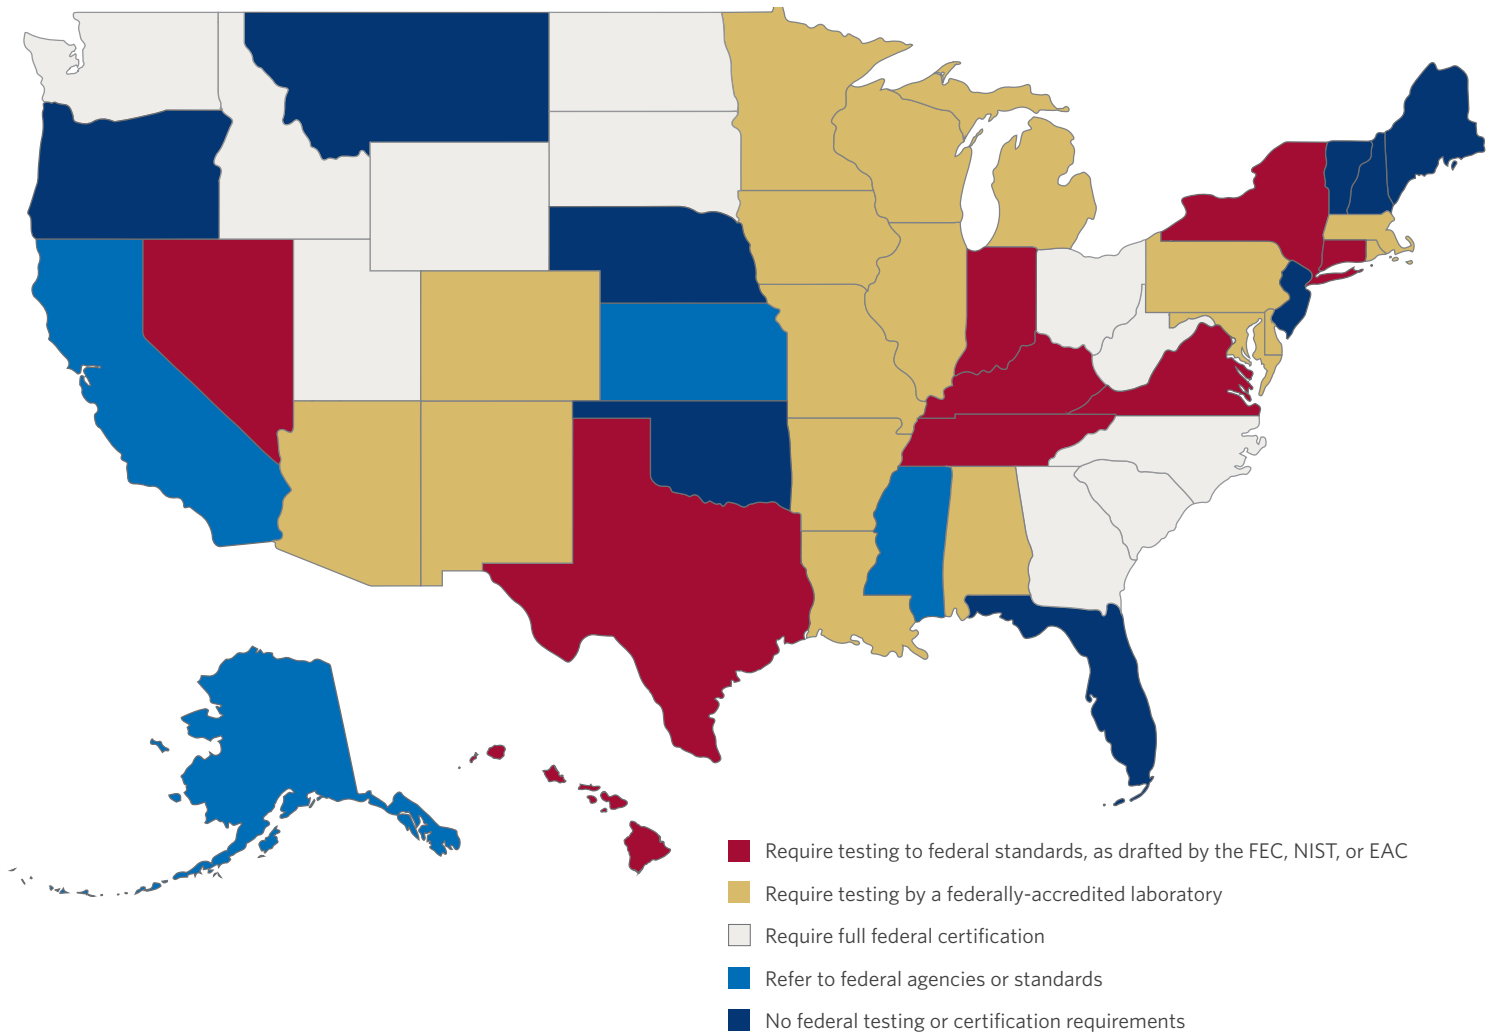 Require testing to federal standards, as drafted by the FEC, NIST, or EAC
Require testing by a federally-accredited laboratory
Require full federal certification
Refer to federal agencies or standards
No federal testing or certification requirements